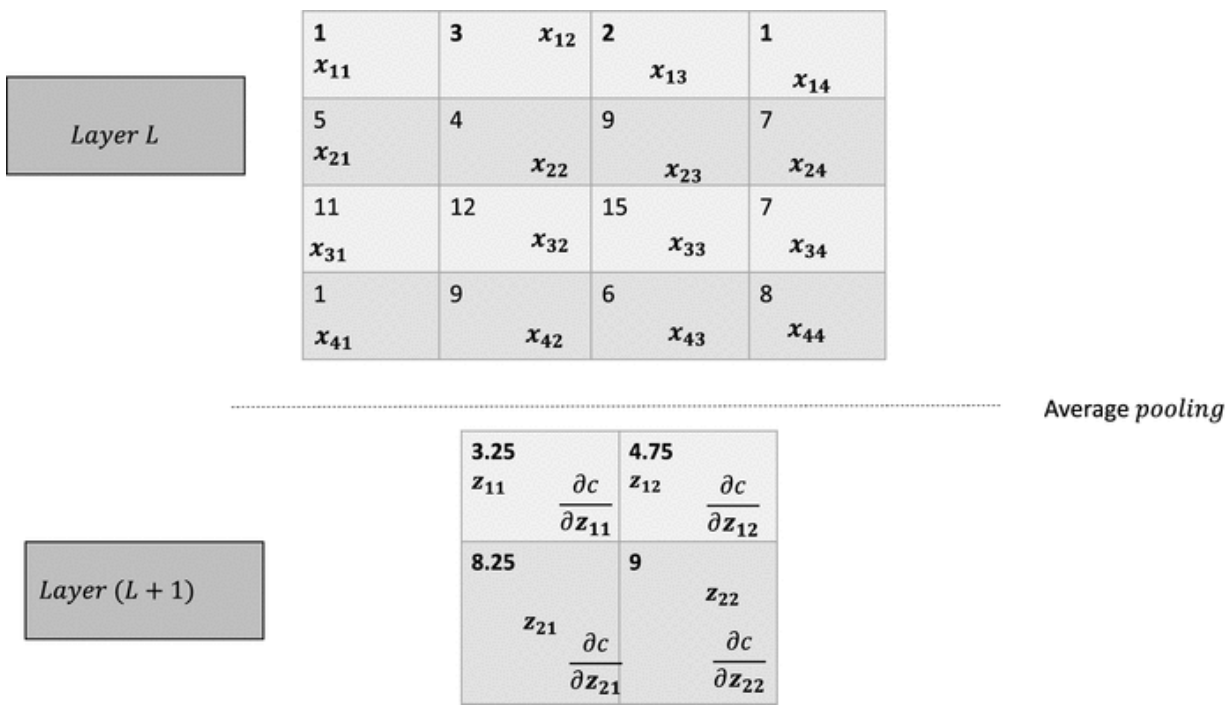 Layer L
1 3 x₁₂ 2 1
x₁₁ x₁₃ x₁₄
5 4 9 7
x₂₁ x₂₂ x₂₃ x₂₄
11 12 15 7
x₃₁ x₃₂ x₃₃ x₃₄
1 9 6 8
x₄₁ x₄₂ x₄₃ x₄₄
Average pooling
3.25 4.75
z₁₁ ∂c/∂z₁₁ z₁₂ ∂c/∂z₁₂
Layer (L + 1)
8.25 9
z₂₁ ∂c/∂z₂₁ z₂₂ ∂c/∂z₂₂